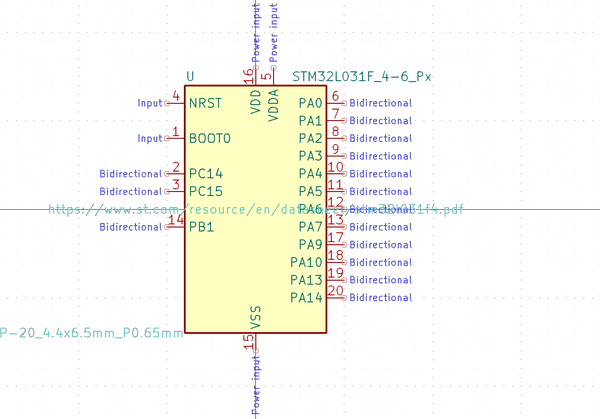 Power input
Power input
16
5
U
STM32L031F_4-6_Px
VDD
VDDA
Input 4 NRST
PA0 6 Bidirectional
PA1 7 Bidirectional
Input 1 BOOT0
PA2 8 Bidirectional
PA3 9 Bidirectional
Bidirectional 2 PC14
PA4 10 Bidirectional
Bidirectional 3 PC15
PA5 11 Bidirectional
PA6 12 Bidirectional
Bidirectional 14 PB1
PA7 13 Bidirectional
PA9 17 Bidirectional
PA10 18 Bidirectional
PA13 19 Bidirectional
PA14 20 Bidirectional
VSS
P-20_4.4x6.5mm_P0.65mm
15
Power input